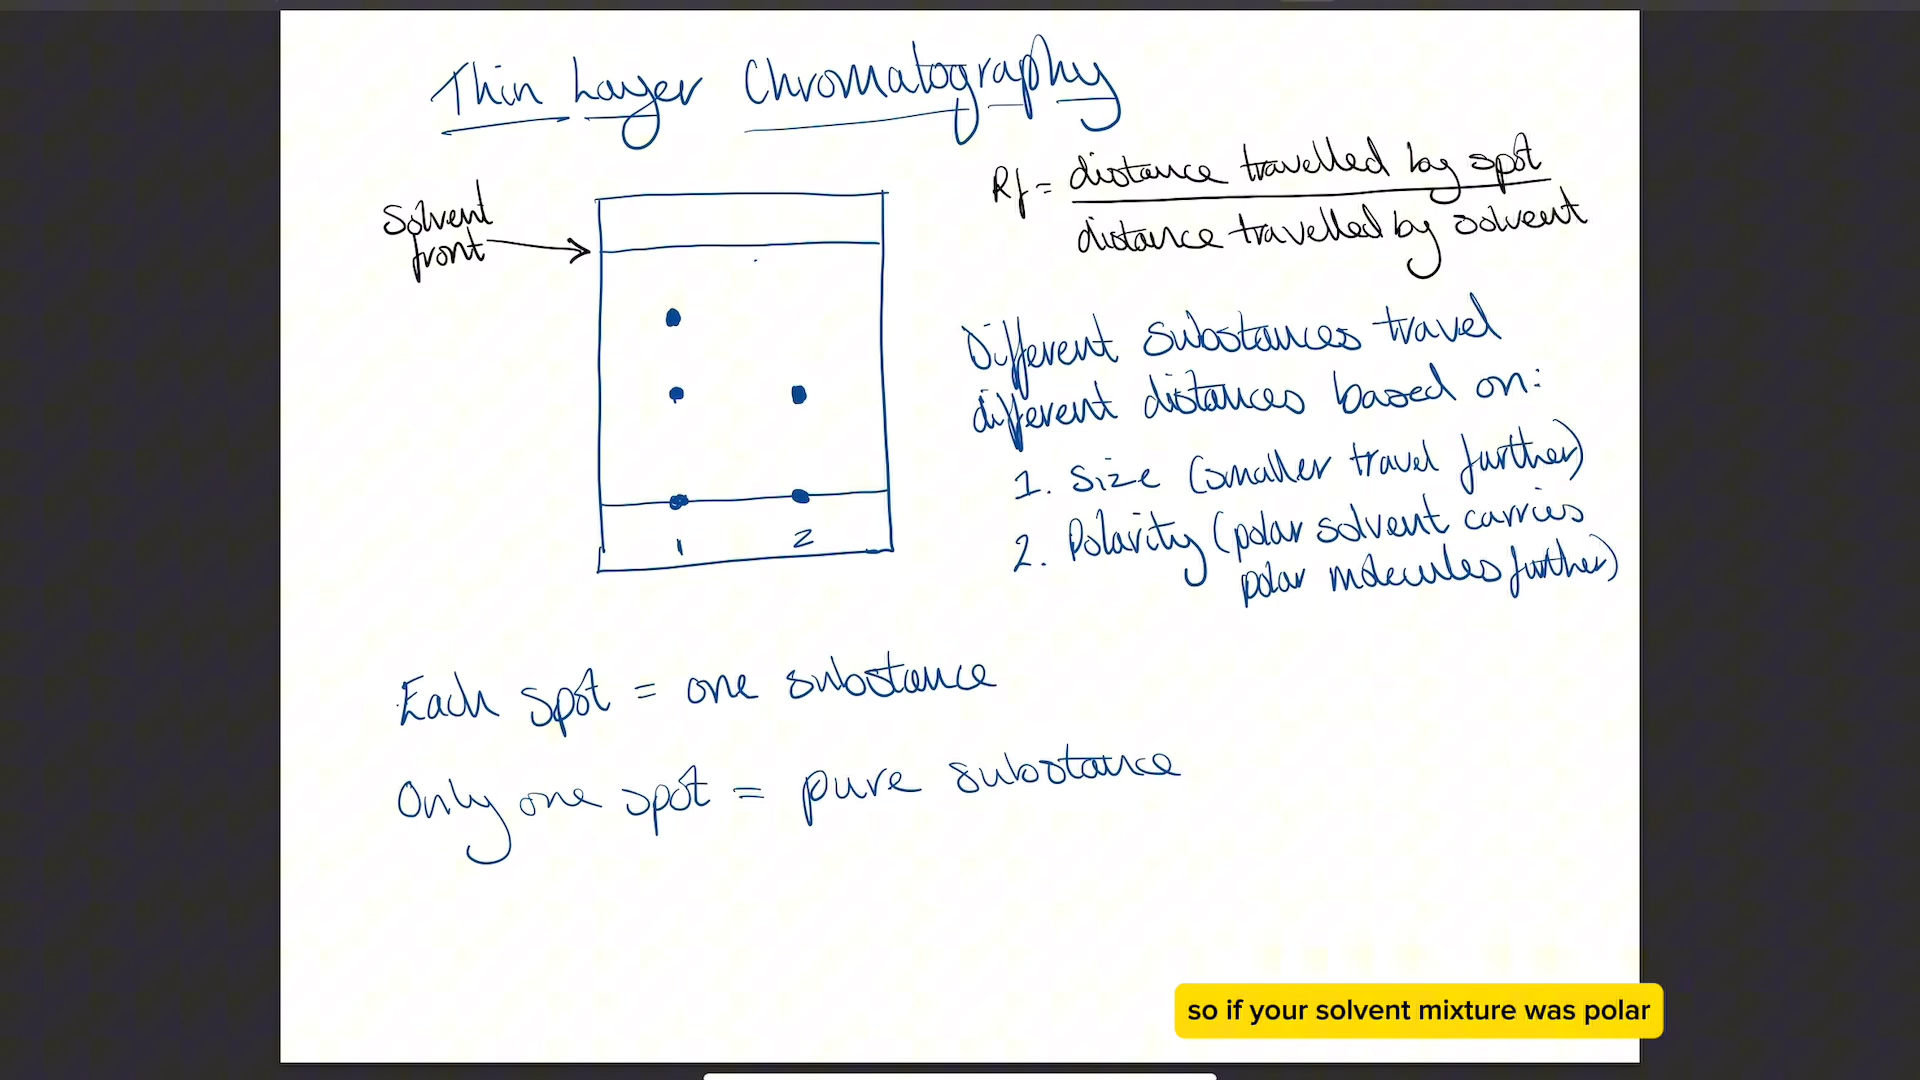 Thin Layer Chromatography
Solvent
front
Rf = distance travelled by spot
distance travelled by solvent
Different substances travel
different distances based on:
1. Size (smaller travel further)
2. Polarity (polar solvent carries
polar molecules further)
1 2
Each spot = one substance
Only one spot = pure substance
so if your solvent mixture was polar